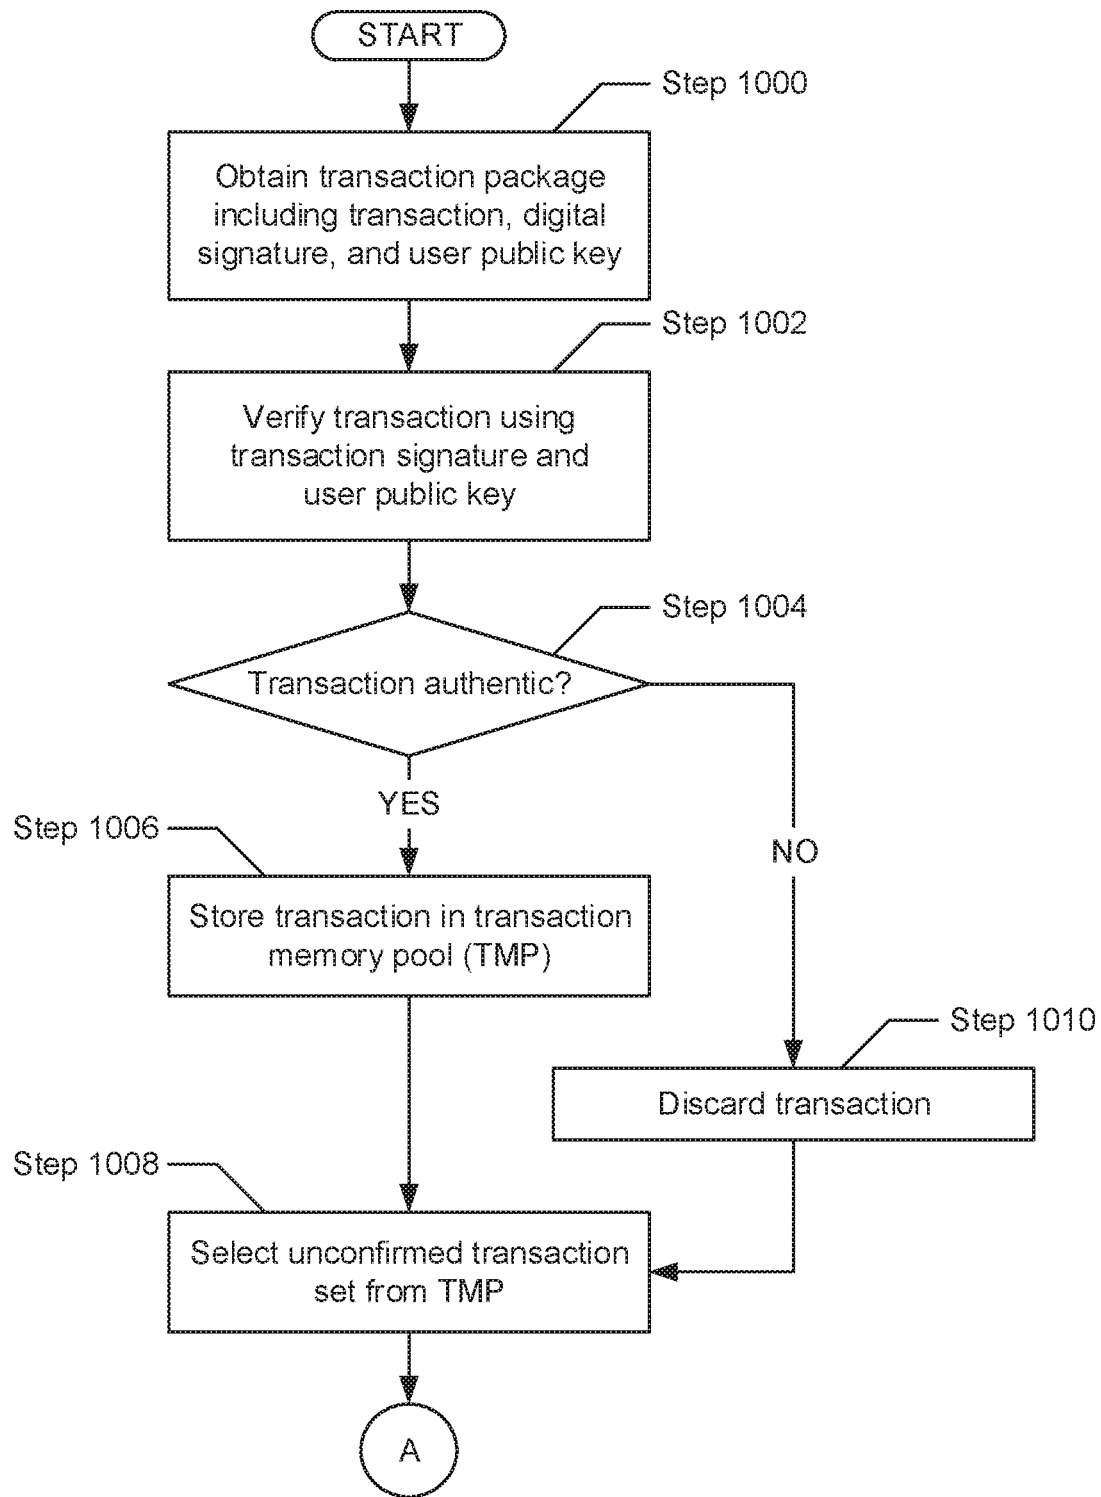 START
Step 1000
Obtain transaction package
including transaction, digital
signature, and user public key
Step 1002
Verify transaction using
transaction signature and
user public key
Step 1004
Transaction authentic?
YES
NO
Step 1006
Store transaction in transaction
memory pool (TMP)
Step 1010
Discard transaction
Step 1008
Select unconfirmed transaction
set from TMP
A